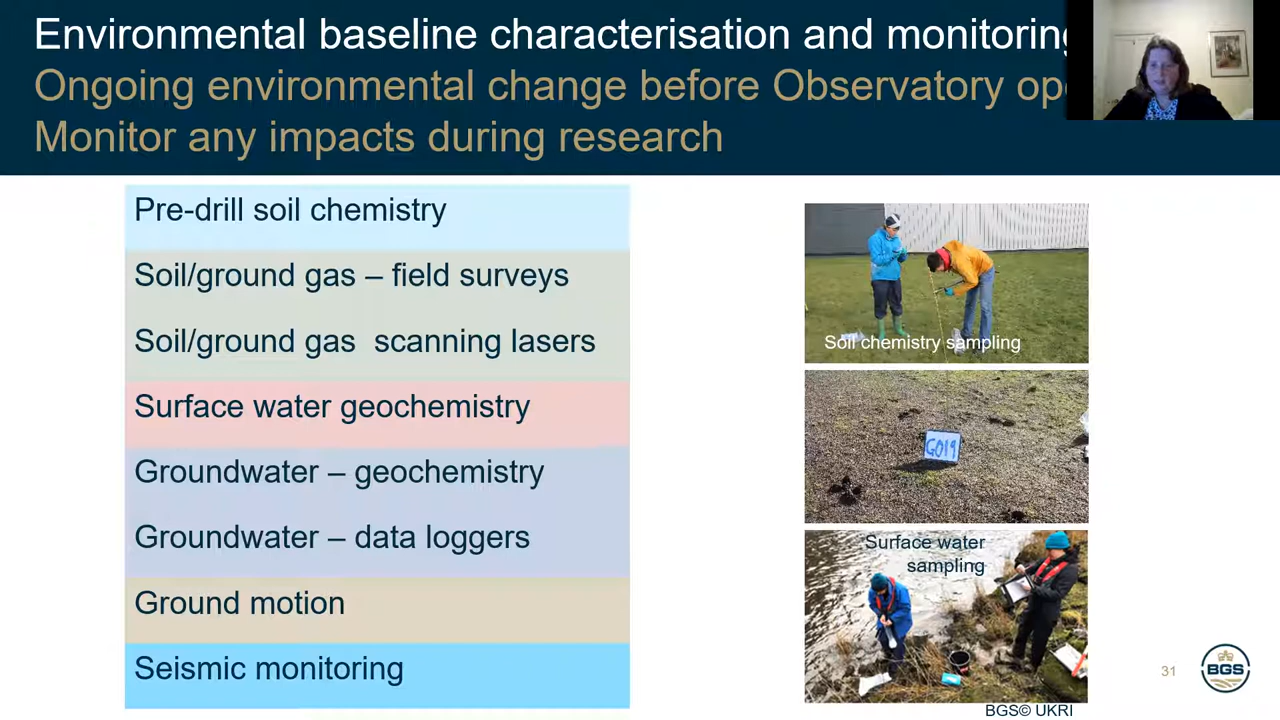 Environmental baseline characterisation and monitoring
Ongoing environmental change before Observatory
Monitor any impacts during research
Pre-drill soil chemistry
Soil/ground gas – field surveys
Soil/ground gas scanning lasers
Surface water geochemistry
Groundwater – geochemistry
Groundwater – data loggers
Ground motion
Seismic monitoring
Soil chemistry sampling
G019
Surface water
sampling
BGS© UKRI
31
BGS